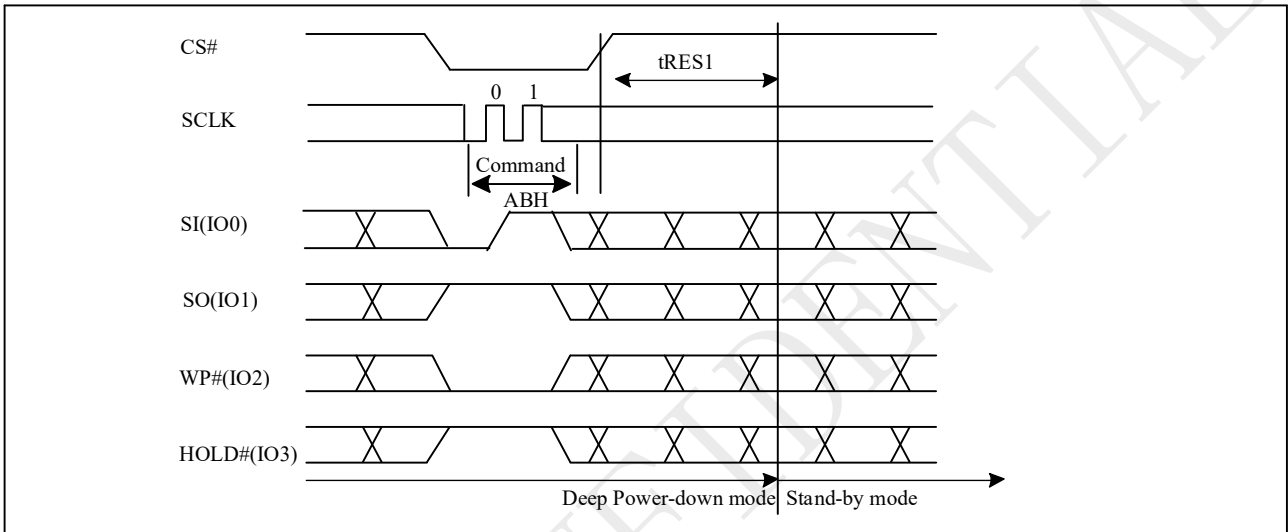 CS#
tRES1
0 1
SCLK
Command
ABH
SI(IO0)
SO(IO1)
WP#(IO2)
HOLD#(IO3)
Deep Power-down mode Stand-by mode